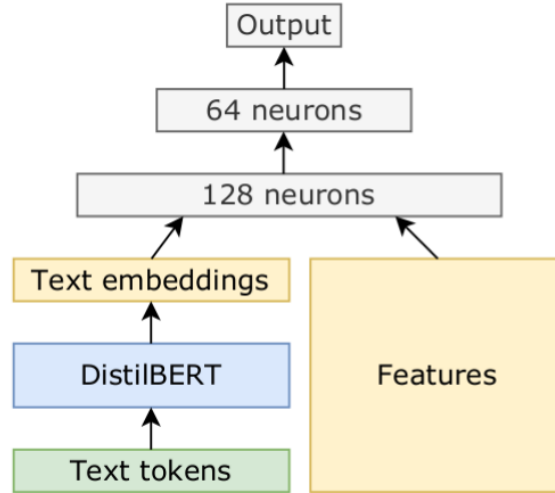 Output
64 neurons
128 neurons
Text embeddings
DistilBERT
Features
Text tokens